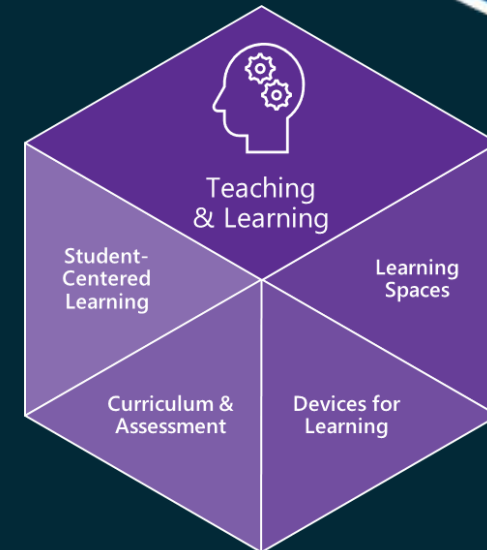 Teaching
& Learning
Student-
Centered
Learning
Learning
Spaces
Curriculum &
Assessment
Devices for
Learning